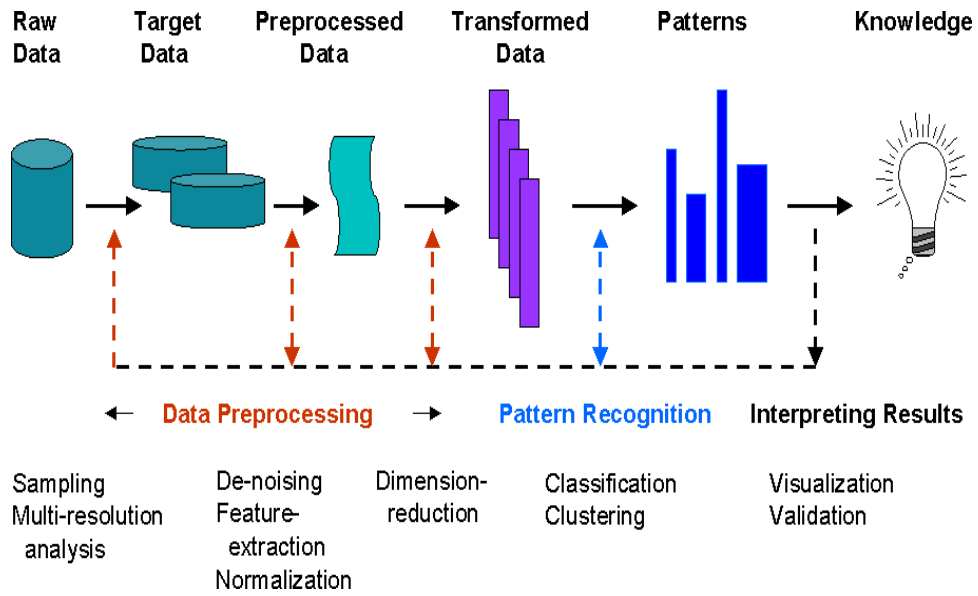 Raw
Data
Target
Data
Preprocessed
Data
Transformed
Data
Patterns
Knowledge
Data Preprocessing
Pattern Recognition
Interpreting Results
Sampling
Multi-resolution
analysis
De-noising
Feature-
extraction
Normalization
Dimension-
reduction
Classification
Clustering
Visualization
Validation